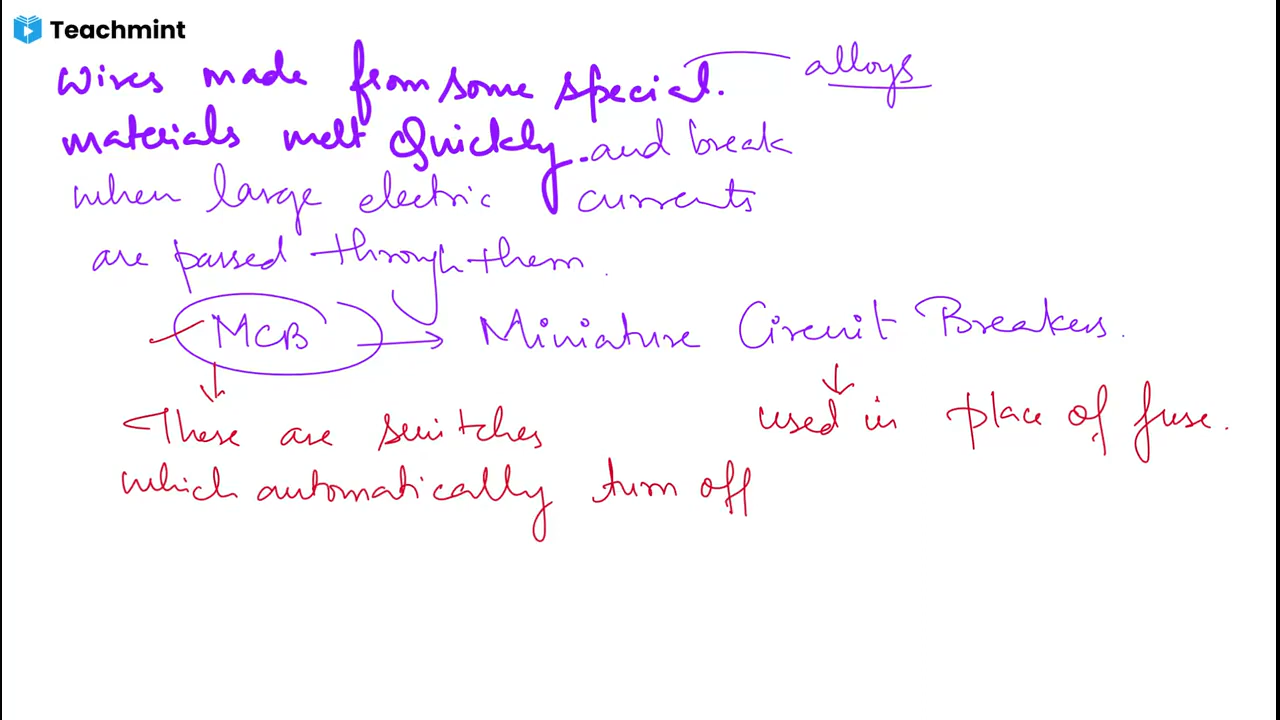 Teachmint
wires made from some special. alloys
materials melt Quickly. and break
when large electric currents
are passed through them.
MCB → Miniature Circuit Breakers.
These are switches used in place of fuse.
which automatically turn off